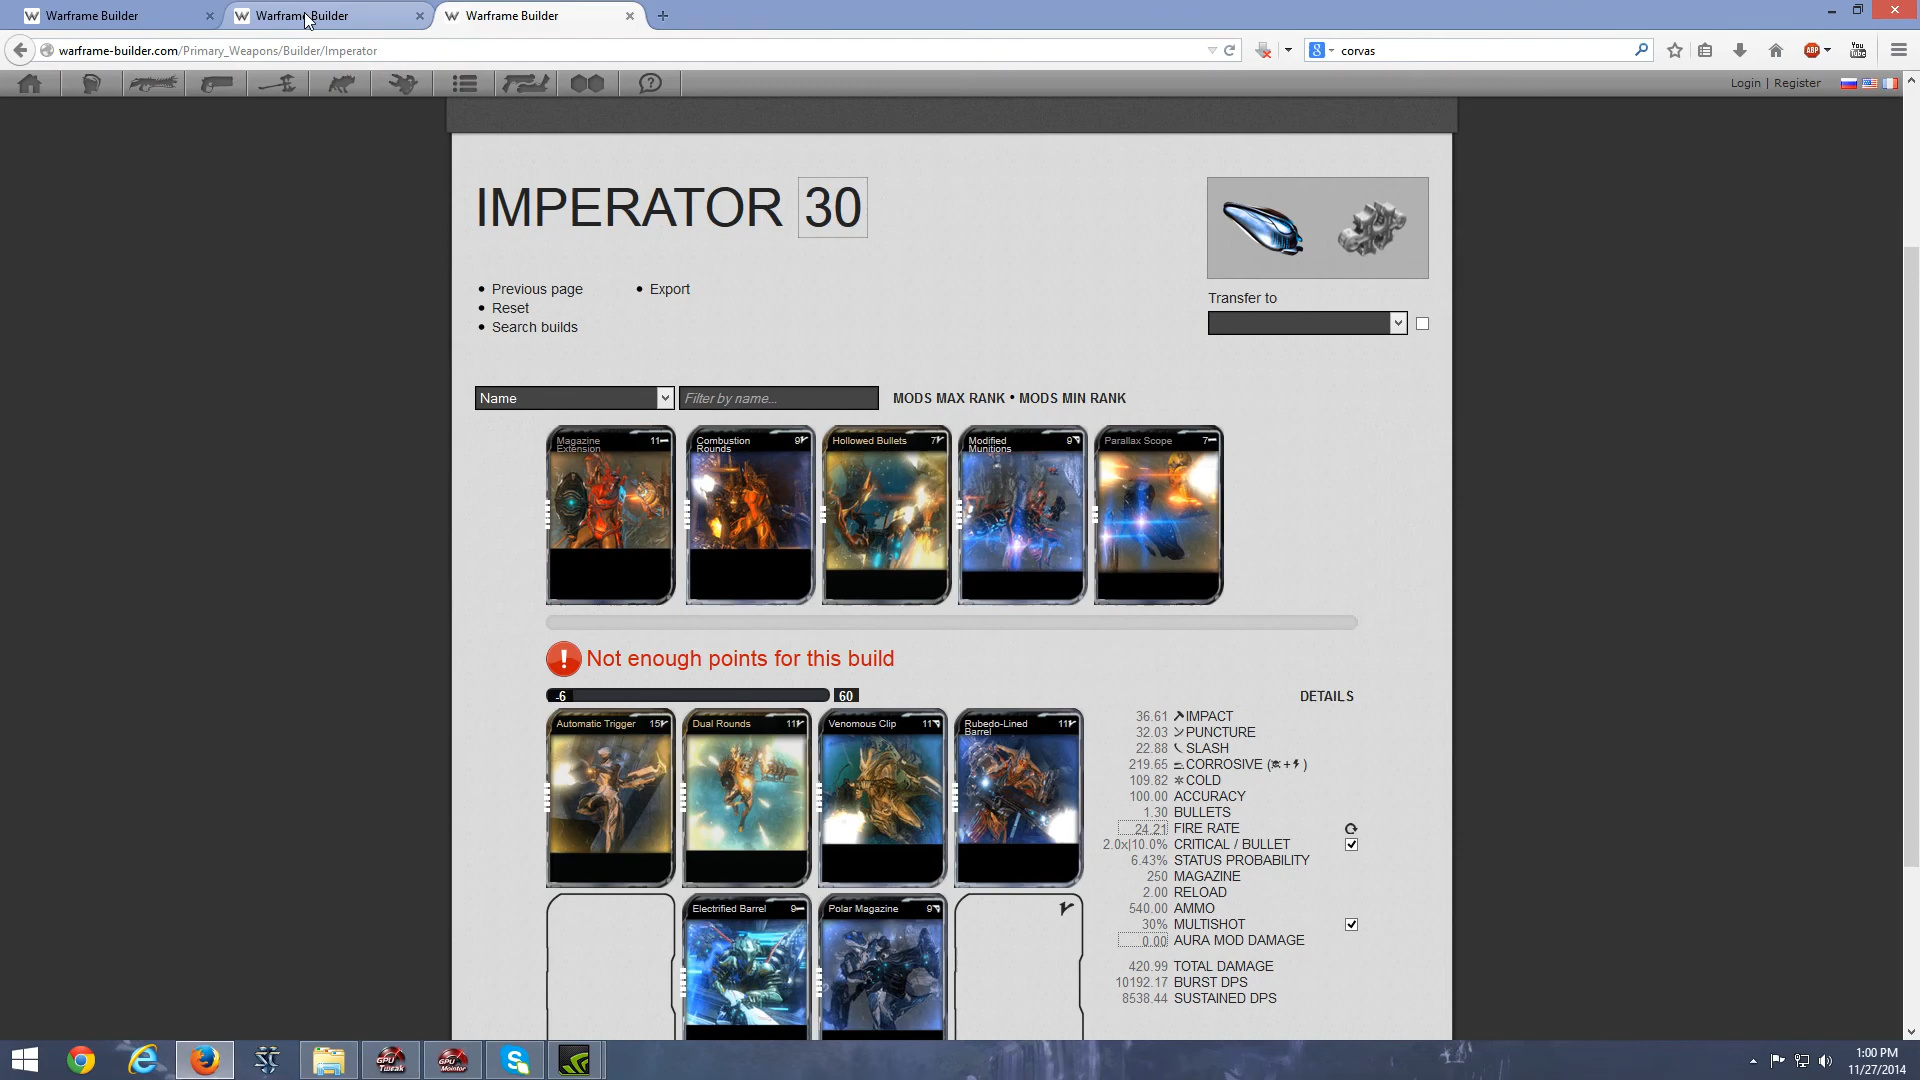 Warframe Builder
Warframe Builder
Warframe Builder
warframe-builder.com/Primary_Weapons/Builder/Imperator
corvas
ABP
You
Login | Register
IMPERATOR 30
Previous page
Export
Reset
Search builds
Transfer to
Name
Filter by name...
MODS MAX RANK • MODS MIN RANK
Magazine Extension 11
Combustion Rounds 9
Hollowed Bullets 7
Modified Munitions 9
Parallax Scope 7
Not enough points for this build
-6 60
DETAILS
Automatic Trigger 15
Dual Rounds 11
Venomous Clip 11
Rubedo-Lined Barrel 11
Electrified Barrel 9
Polar Magazine 9
36.61 IMPACT
32.03 PUNCTURE
22.88 SLASH
219.65 CORROSIVE ( + )
109.82 COLD
100.00 ACCURACY
1.30 BULLETS
24.21 FIRE RATE
2.0x|10.0% CRITICAL / BULLET
6.43% STATUS PROBABILITY
250 MAGAZINE
2.00 RELOAD
540.00 AMMO
30% MULTISHOT
0.00 AURA MOD DAMAGE
420.99 TOTAL DAMAGE
10192.17 BURST DPS
8538.44 SUSTAINED DPS
GPU Tweak
GPU Monitor
1:00 PM
11/27/2014